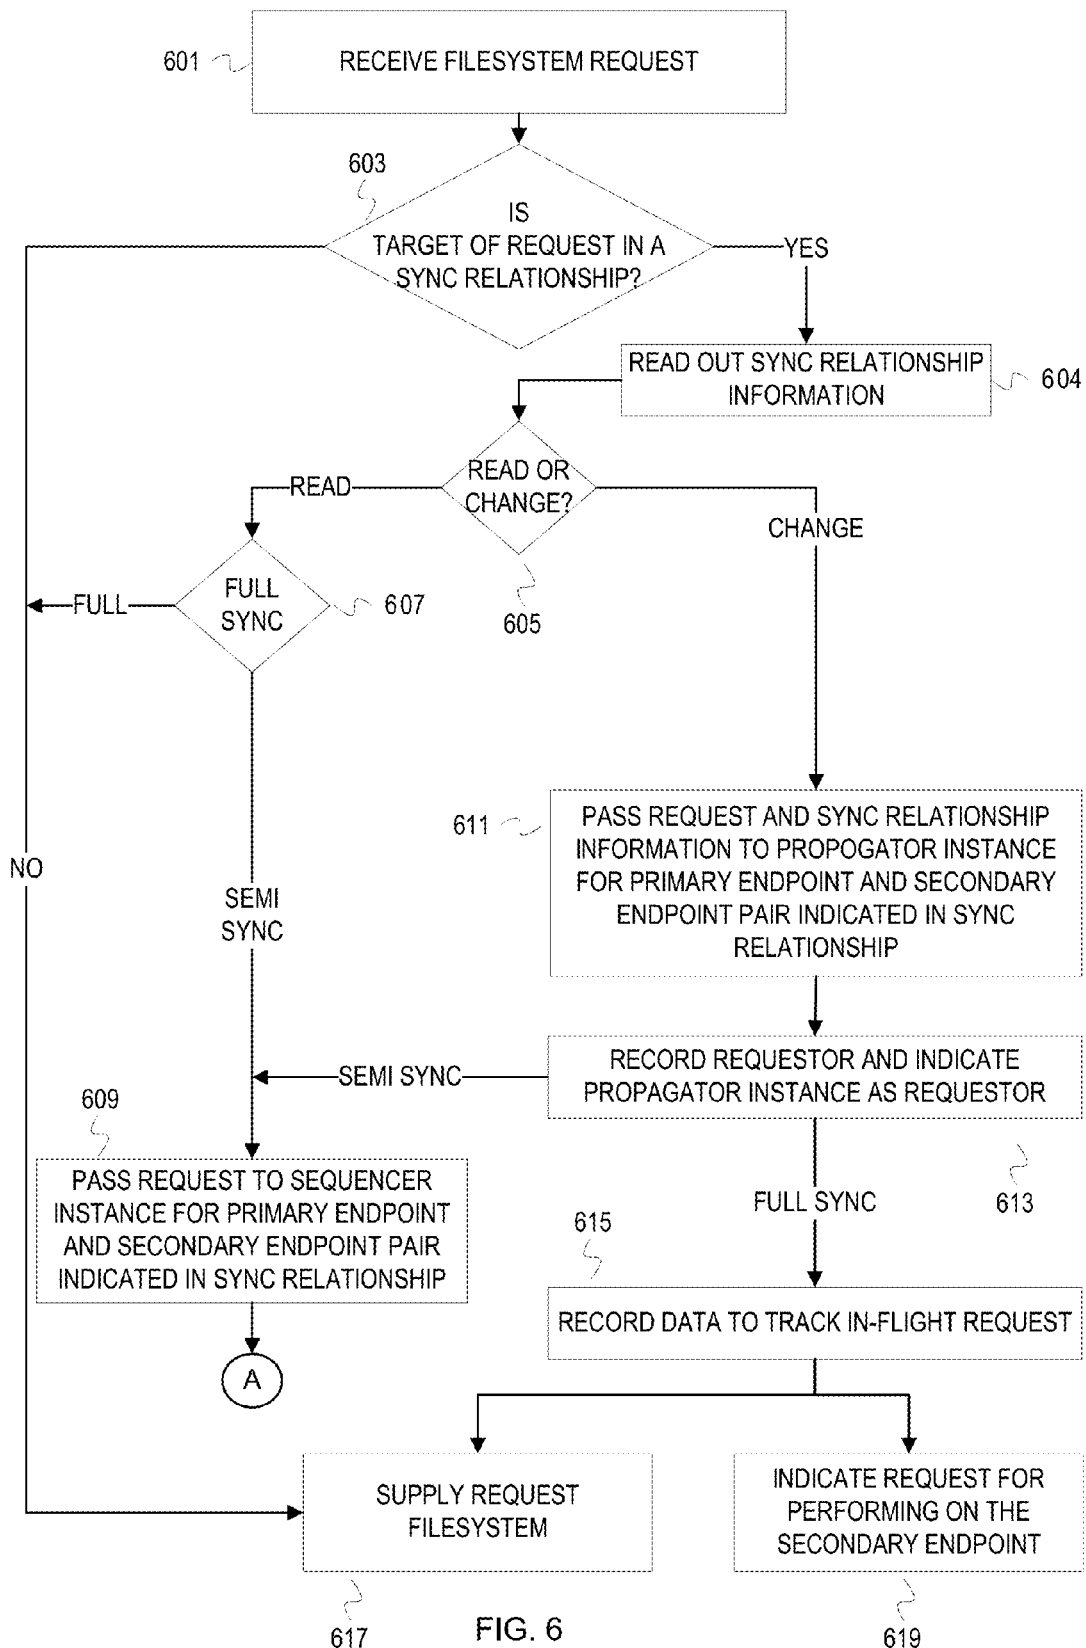 601
RECEIVE FILESYSTEM REQUEST
603
IS
TARGET OF REQUEST IN A
SYNC RELATIONSHIP?
YES
READ OUT SYNC RELATIONSHIP
INFORMATION
604
READ OR
CHANGE?
READ
CHANGE
605
FULL
SYNC
607
FULL
NO
SEMI
SYNC
611
PASS REQUEST AND SYNC RELATIONSHIP
INFORMATION TO PROPOGATOR INSTANCE
FOR PRIMARY ENDPOINT AND SECONDARY
ENDPOINT PAIR INDICATED IN SYNC
RELATIONSHIP
RECORD REQUESTOR AND INDICATE
PROPAGATOR INSTANCE AS REQUESTOR
SEMI SYNC
609
PASS REQUEST TO SEQUENCER
INSTANCE FOR PRIMARY ENDPOINT
AND SECONDARY ENDPOINT PAIR
INDICATED IN SYNC RELATIONSHIP
613
FULL SYNC
615
RECORD DATA TO TRACK IN-FLIGHT REQUEST
A
SUPPLY REQUEST
FILESYSTEM
INDICATE REQUEST FOR
PERFORMING ON THE
SECONDARY ENDPOINT
617
619
FIG. 6